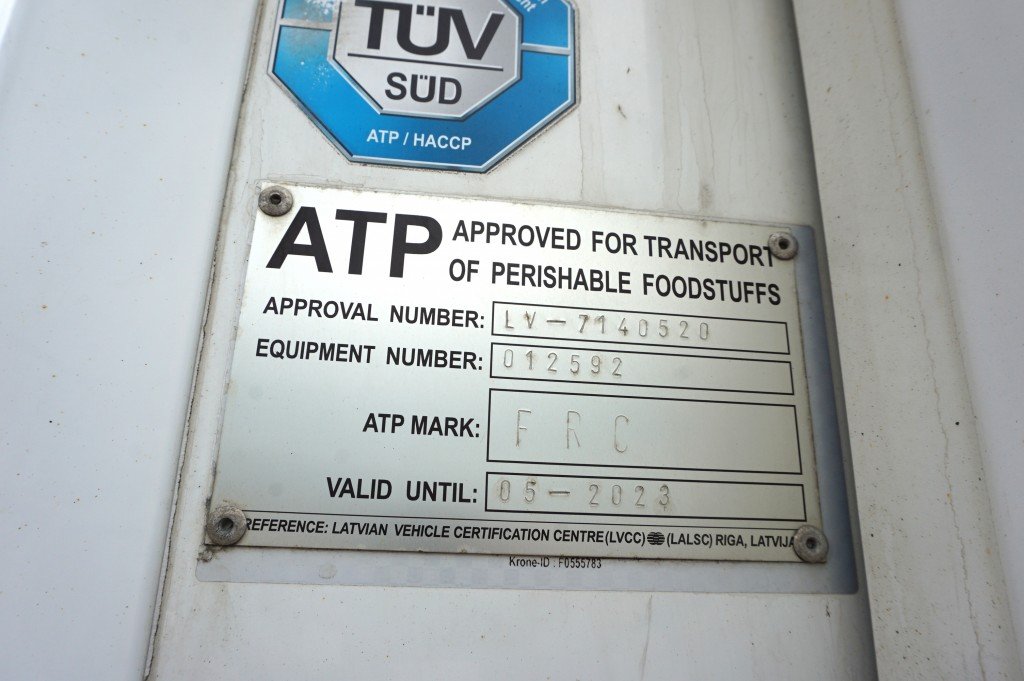 TÜV
SÜD
ATP / HACCP
ATP APPROVED FOR TRANSPORT
OF PERISHABLE FOODSTUFFS
APPROVAL NUMBER: LV-7140520
EQUIPMENT NUMBER: 012592
ATP MARK: FRC
VALID UNTIL: 05-2023
REFERENCE: LATVIAN VEHICLE CERTIFICATION CENTRE (LVCC) (LALSC) RIGA, LATVIJA
Krone-ID : F0555783